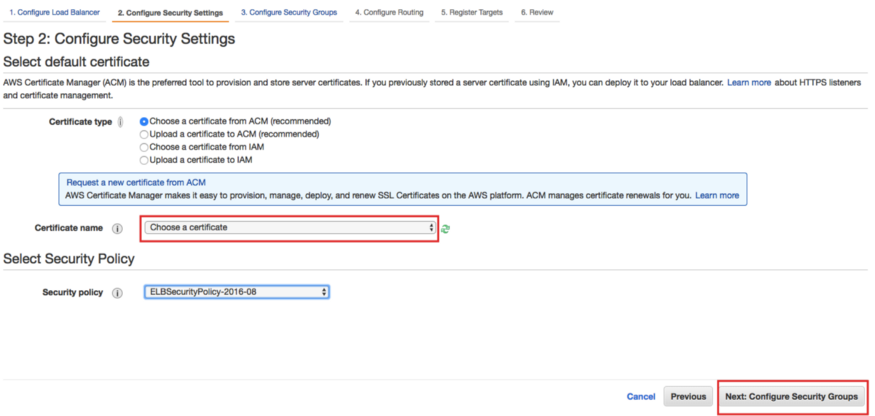 1. Configure Load Balancer 2. Configure Security Settings 3. Configure Security Groups 4. Configure Routing 5. Register Targets 6. Review
Step 2: Configure Security Settings
Select default certificate
AWS Certificate Manager (ACM) is the preferred tool to provision and store server certificates. If you previously stored a server certificate using IAM, you can deploy it to your load balancer. Learn more about HTTPS listeners
and certificate management.
Certificate type i Choose a certificate from ACM (recommended)
Upload a certificate to ACM (recommended)
Choose a certificate from IAM
Upload a certificate to IAM
Request a new certificate from ACM
AWS Certificate Manager makes it easy to provision, manage, deploy, and renew SSL Certificates on the AWS platform. ACM manages certificate renewals for you. Learn more
Certificate name i Choose a certificate
Select Security Policy
Security policy i ELBSecurityPolicy-2016-08
Cancel Previous Next: Configure Security Groups